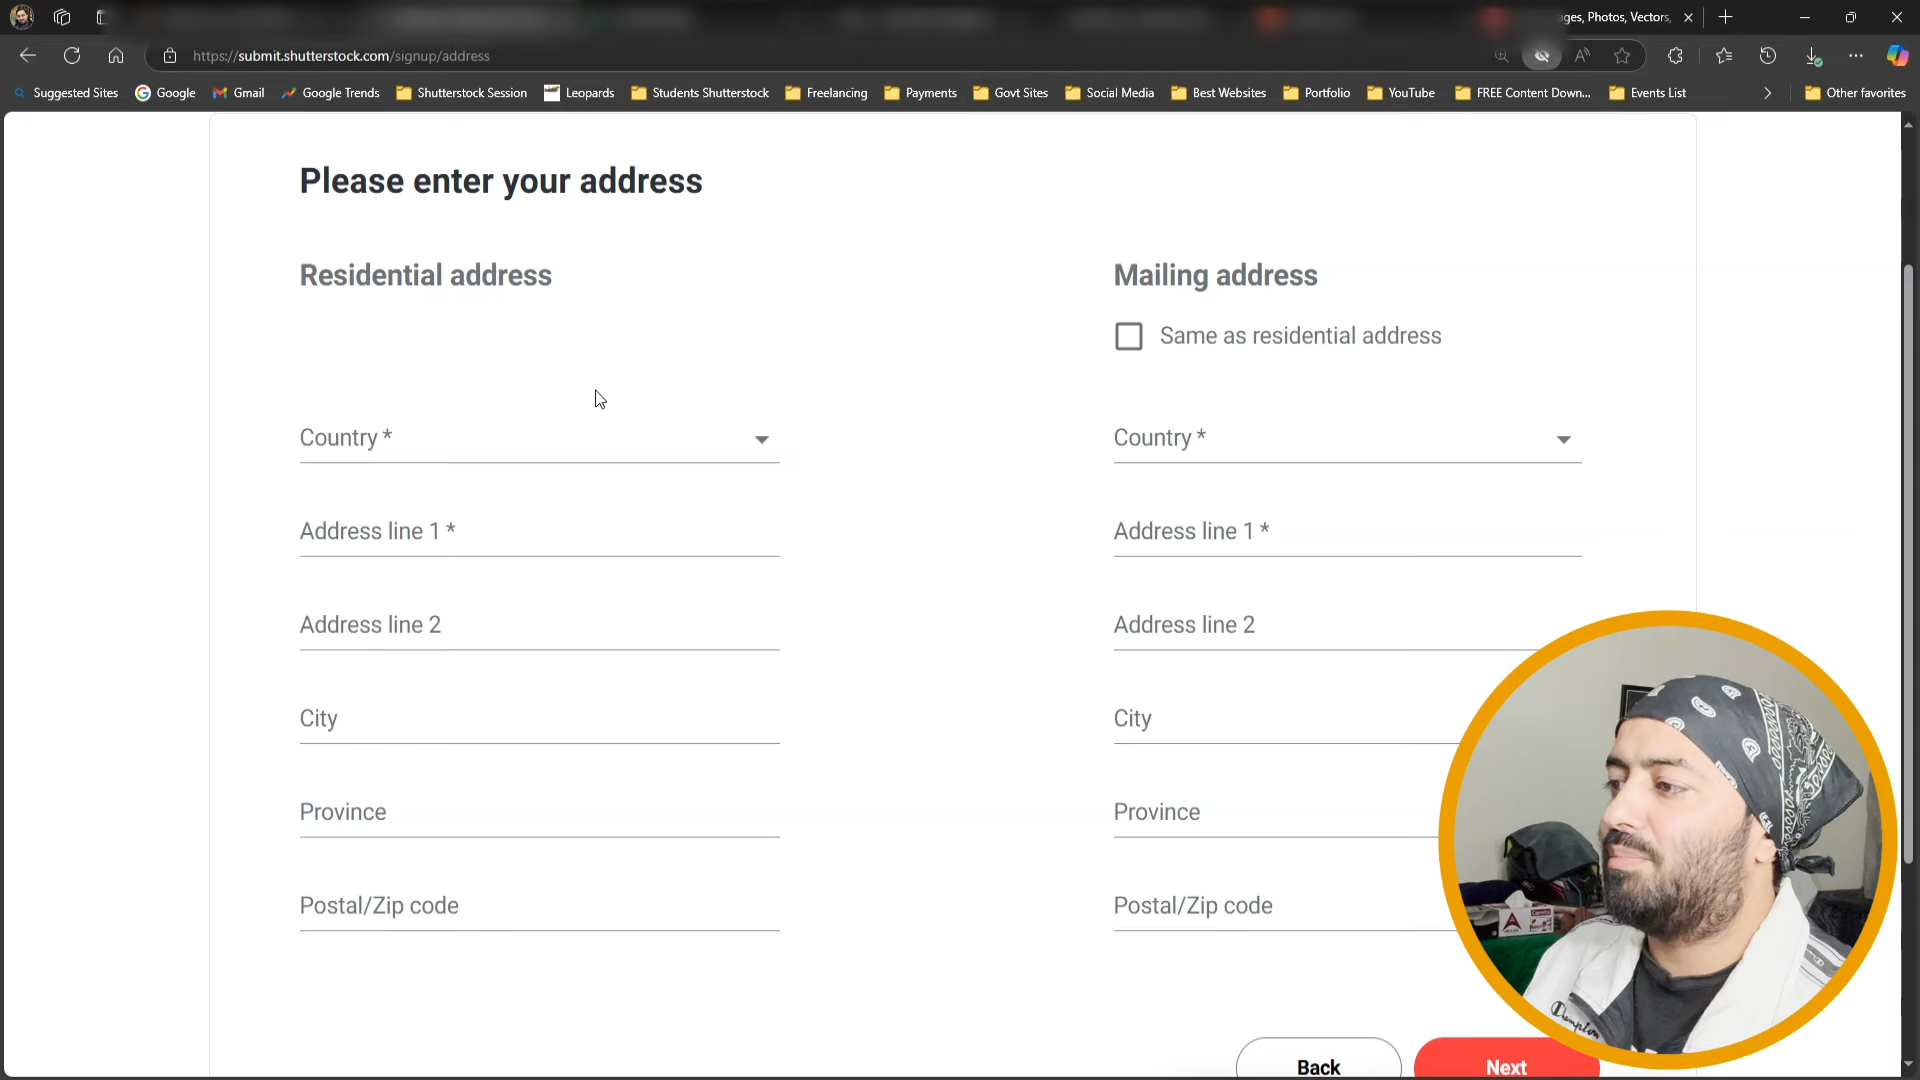 ges, Photos, Vectors,
https://submit.shutterstock.com/signup/address
Suggested Sites
Google
Gmail
Google Trends
Shutterstock Session
Leopards
Students Shutterstock
Freelancing
Payments
Govt Sites
Social Media
Best Websites
Portfolio
YouTube
FREE Content Down...
Events List
Other favorites
Please enter your address
Residential address
Mailing address
Same as residential address
Country *
Country *
Address line 1 *
Address line 1 *
Address line 2
Address line 2
City
City
Province
Province
Postal/Zip code
Postal/Zip code
Back
Next
Champion